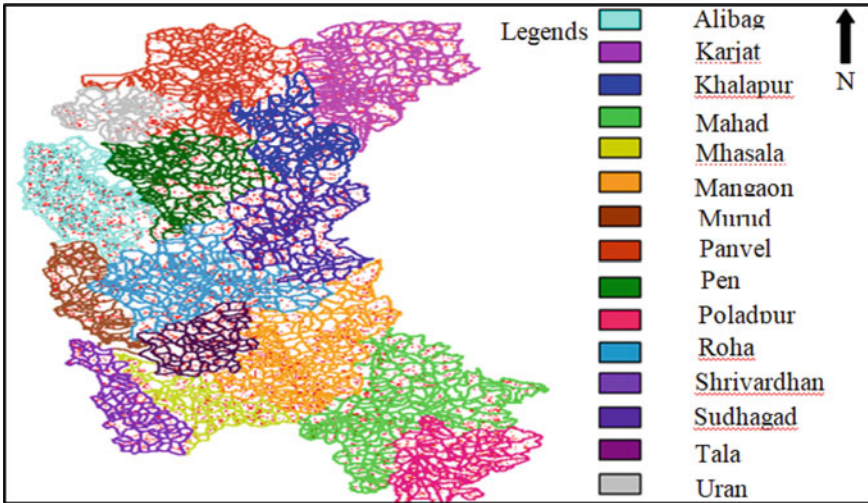 Legends
Alibag
Karjat
Khalapur
Mahad
Mhasala
Mangaon
Murud
Panvel
Pen
Poladpur
Roha
Shrivardhan
Sudhagad
Tala
Uran
N